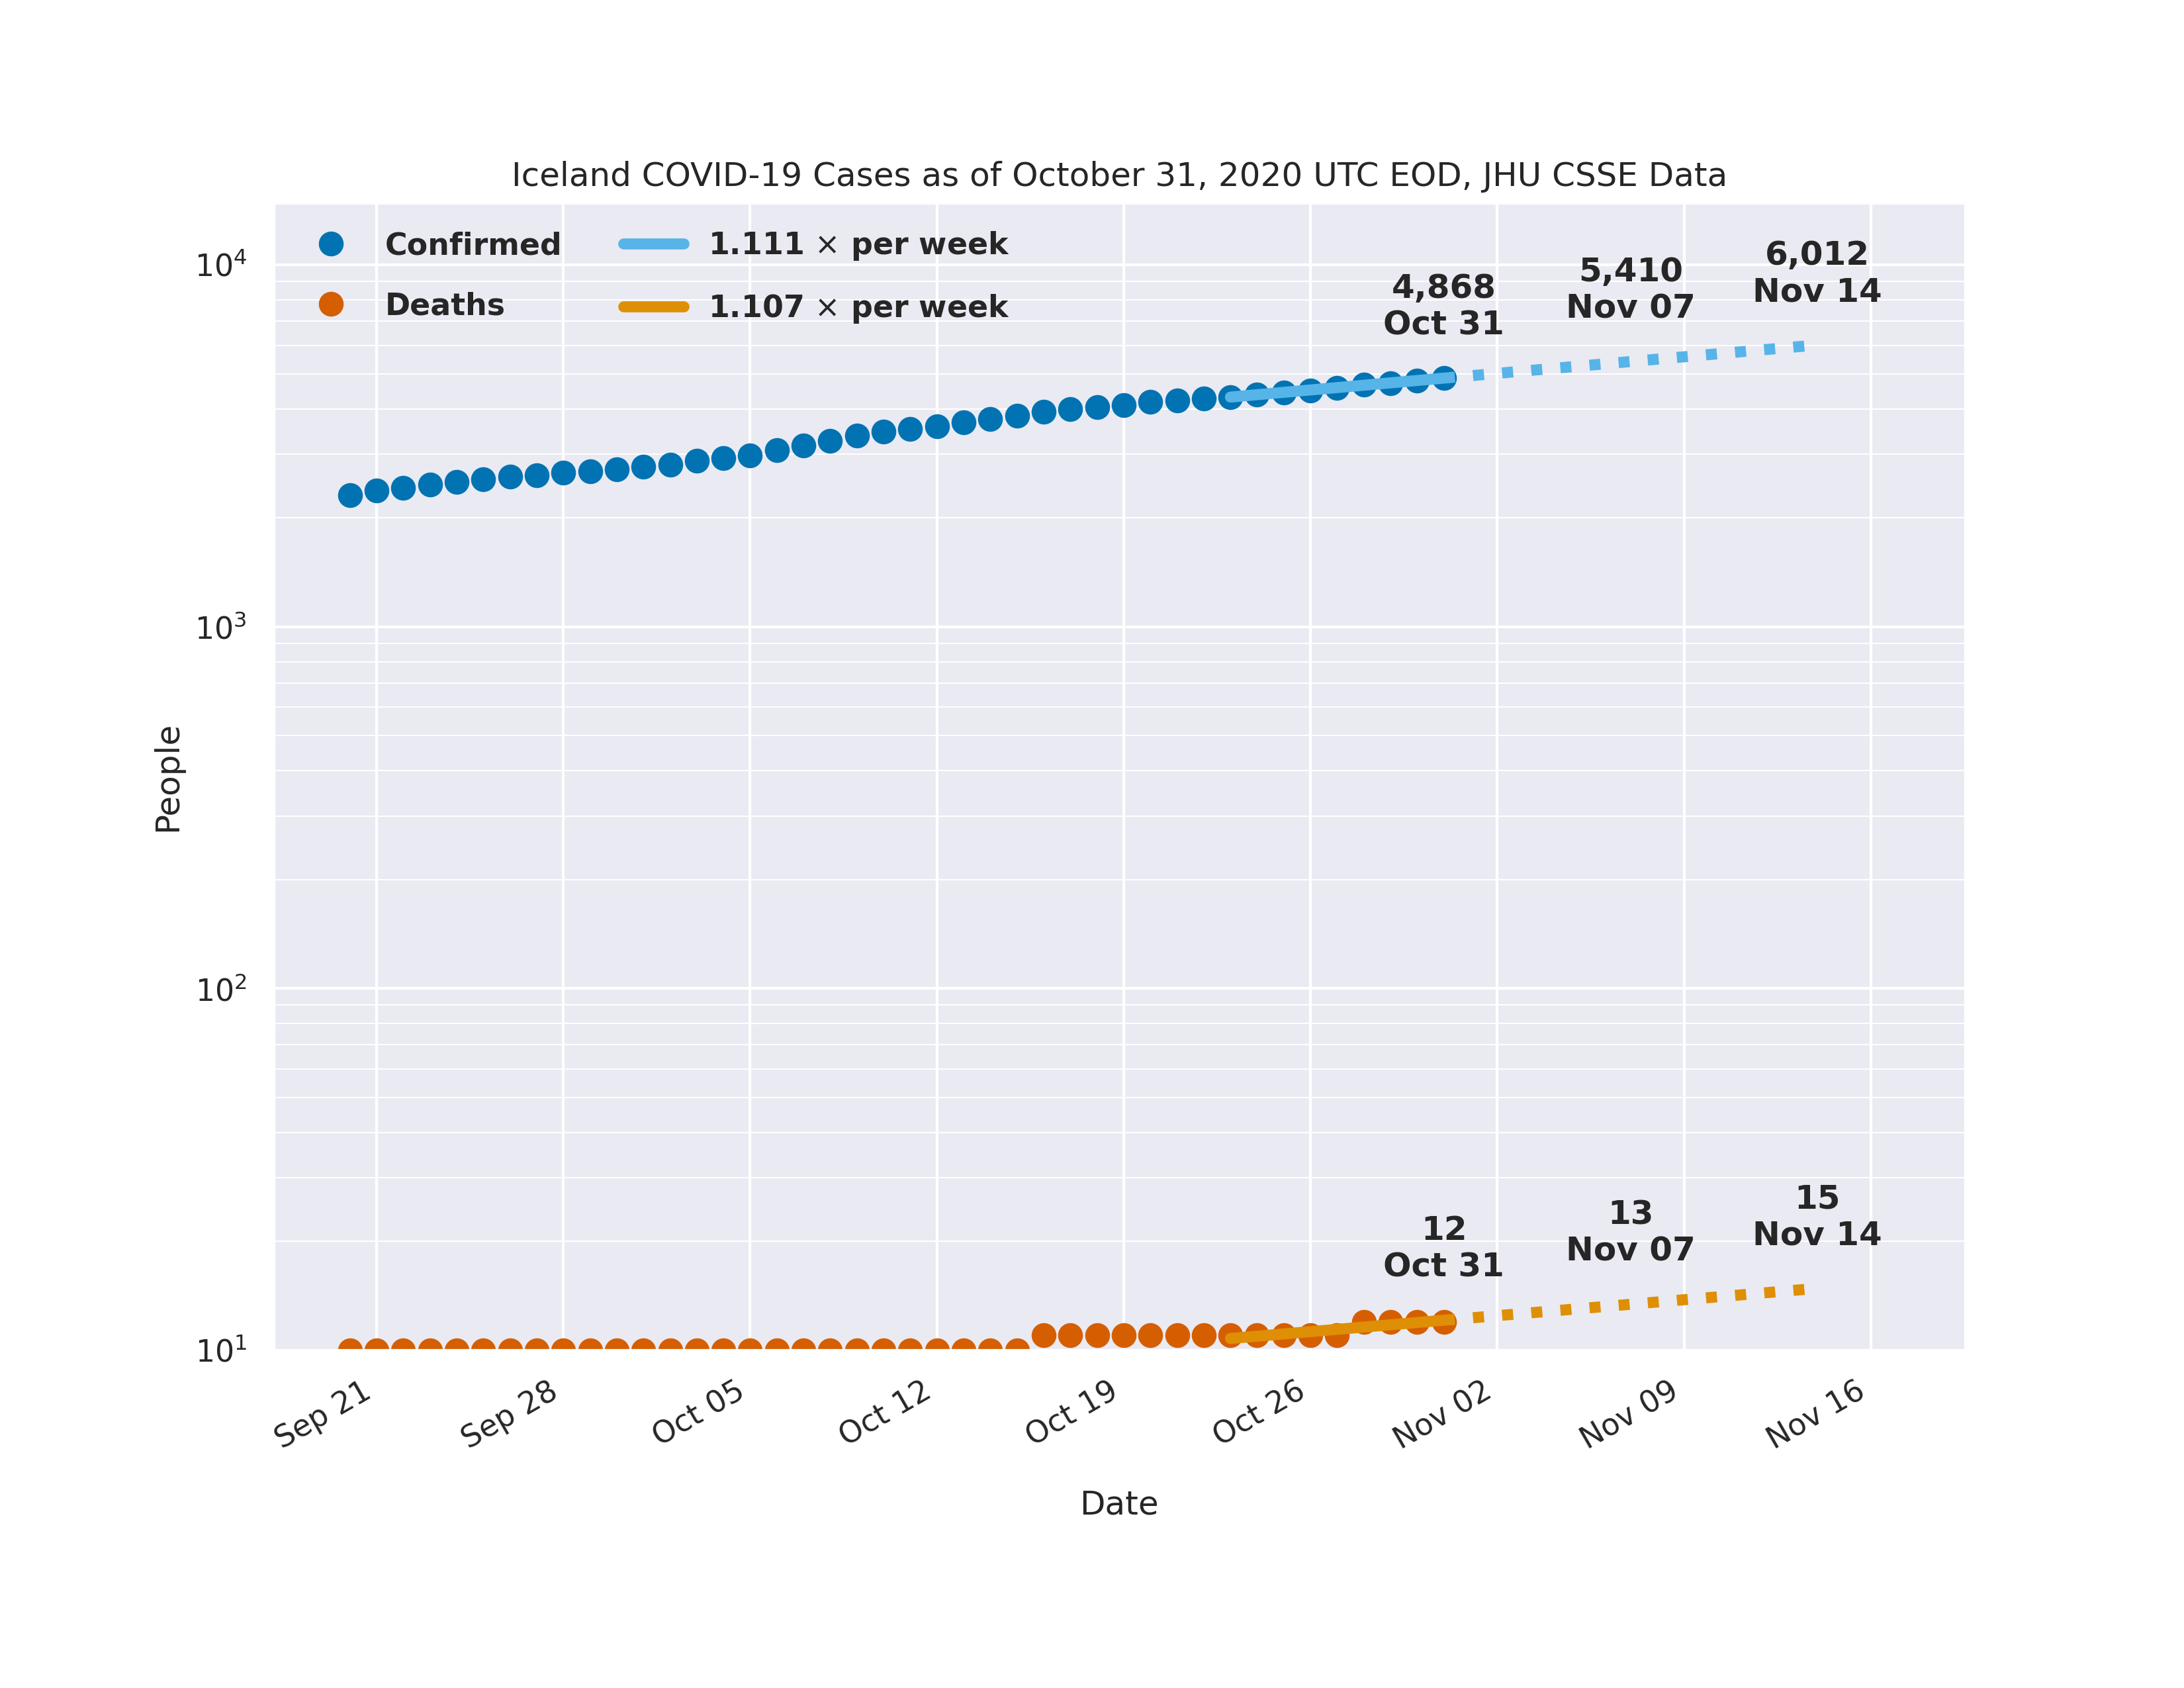 Iceland COVID-19 Cases as of October 31, 2020 UTC EOD, JHU CSSE Data
Confirmed
Deaths
1.111 × per week
1.107 × per week
4,868
Oct 31
5,410
Nov 07
6,012
Nov 14
12
Oct 31
13
Nov 07
15
Nov 14
10⁴
10³
10²
10¹
People
Sep 21
Sep 28
Oct 05
Oct 12
Oct 19
Oct 26
Nov 02
Nov 09
Nov 16
Date